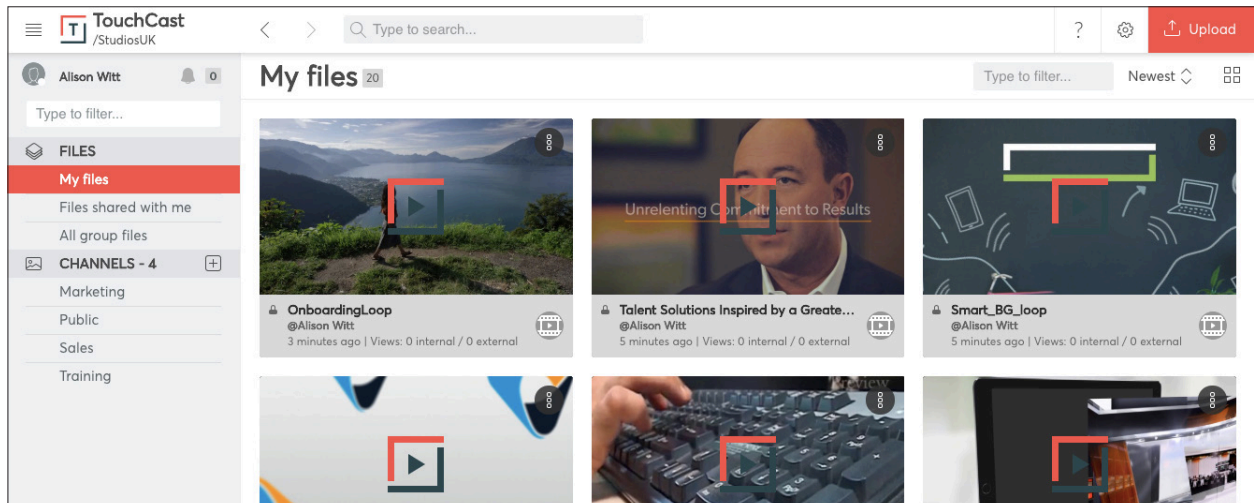 TouchCast
/StudiosUK
Type to search...
?
Upload
Alison Witt
0
Type to filter...
FILES
My files
Files shared with me
All group files
CHANNELS - 4
Marketing
Public
Sales
Training
My files 20
Type to filter...
Newest
Unrelenting Commitment to Results
OnboardingLoop
@Alison Witt
3 minutes ago | Views: 0 internal / 0 external
Talent Solutions Inspired by a Greate...
@Alison Witt
5 minutes ago | Views: 0 internal / 0 external
Smart_BG_loop
@Alison Witt
5 minutes ago | Views: 0 internal / 0 external
Preview